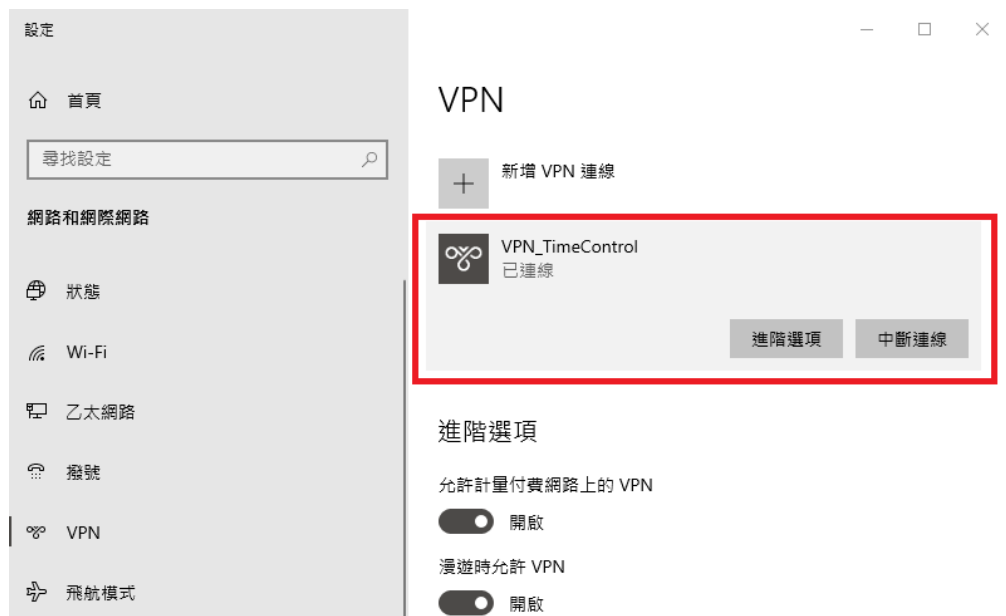 設定
首頁
尋找設定
網路和網際網路
狀態
Wi-Fi
乙太網路
撥號
VPN
飛航模式
VPN
新增 VPN 連線
VPN_TimeControl
已連線
進階選項 中斷連線
進階選項
允許計量付費網路上的 VPN
開啟
漫遊時允許 VPN
開啟